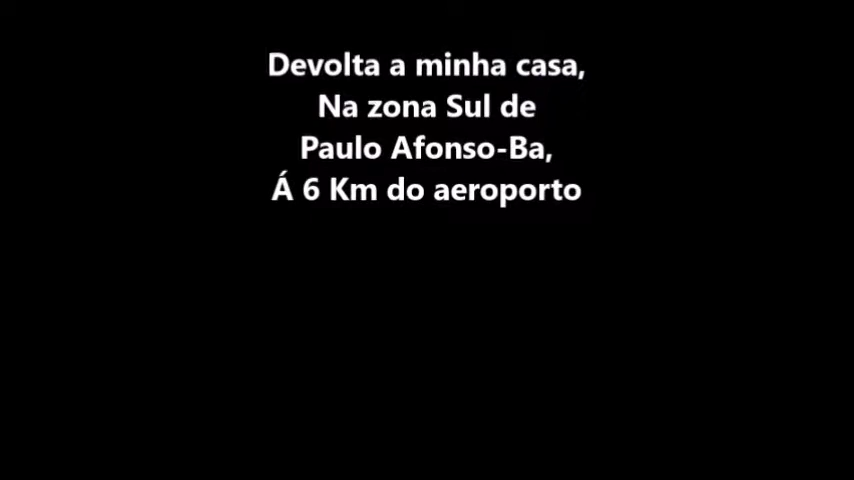 Devolta a minha casa,
Na zona Sul de
Paulo Afonso-Ba,
Á 6 Km do aeroporto